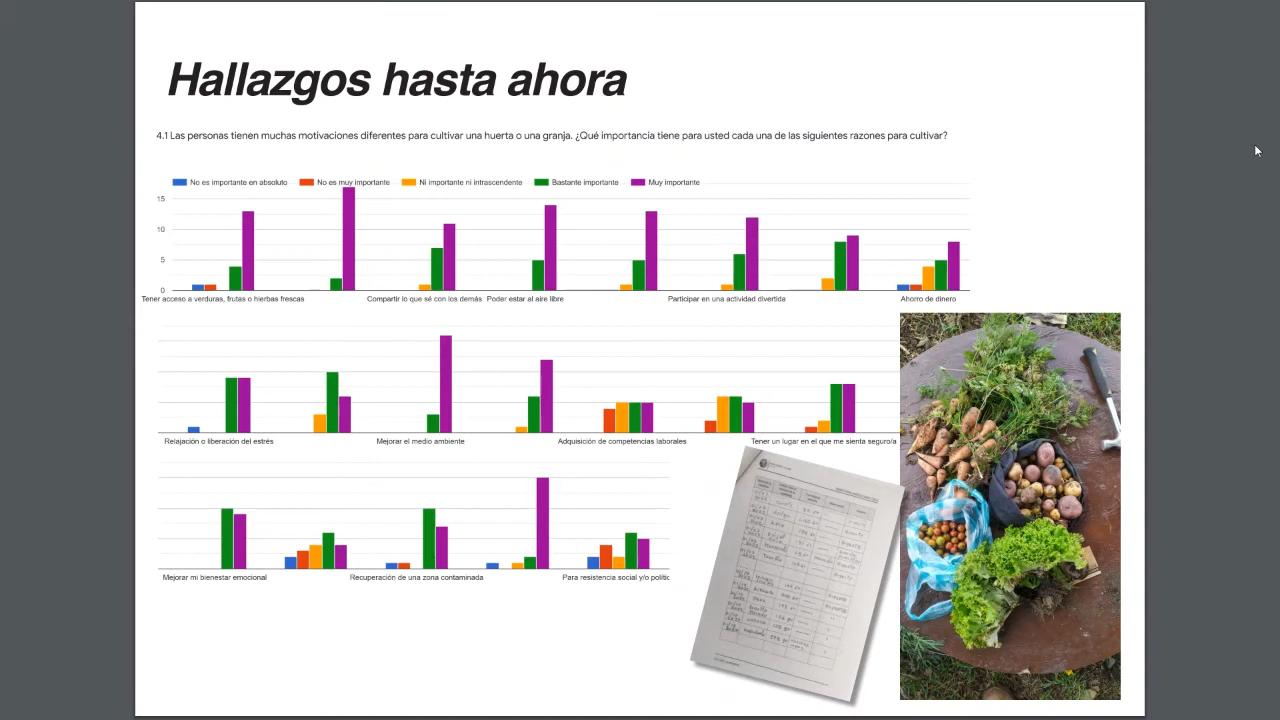 Hallazgos hasta ahora
4.1 Las personas tienen muchas motivaciones diferentes para cultivar una huerta o una granja. ¿Qué importancia tiene para usted cada una de las siguientes razones para cultivar?
No es importante en absoluto No es muy importante Ni importante ni intrascendente Bastante importante Muy importante
15
10
5
0
Tener acceso a verduras, frutas o hierbas frescas Compartir lo que sé con los demás Poder estar al aire libre Participar en una actividad divertida Ahorro de dinero
Relajación o liberación del estrés Mejorar el medio ambiente Adquisición de competencias laborales Tener un lugar en el que me sienta seguro/a
Mejorar mi bienestar emocional Recuperación de una zona contaminada Para resistencia social y/o polític